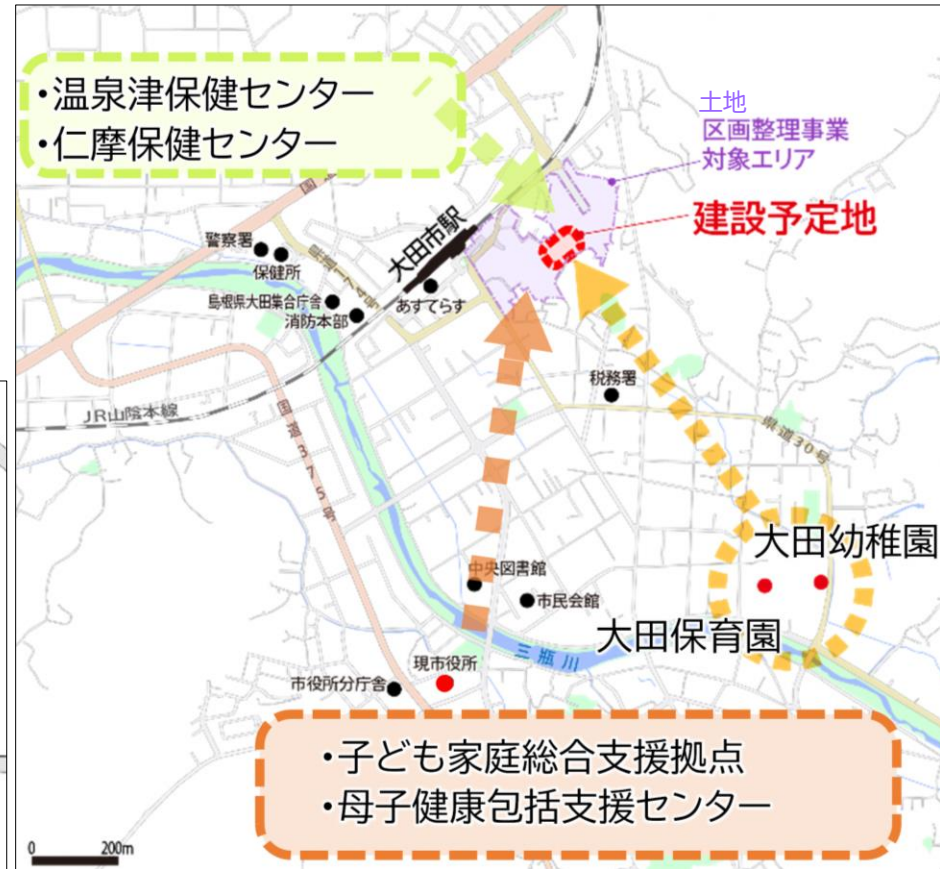 ・温泉津保健センター
・仁摩保健センター
土地
区画整理事業
対象エリア
建設予定地
大田市駅
警察署
保健所
島根県大田集合庁舎
消防本部
あすてらす
税務署
JR山陰本線
国道375号
県道30号
大田幼稚園
大田保育園
中央図書館
市民会館
三瓶川
現市役所
市役所分庁舎
・子ども家庭総合支援拠点
・母子健康包括支援センター
0 200m